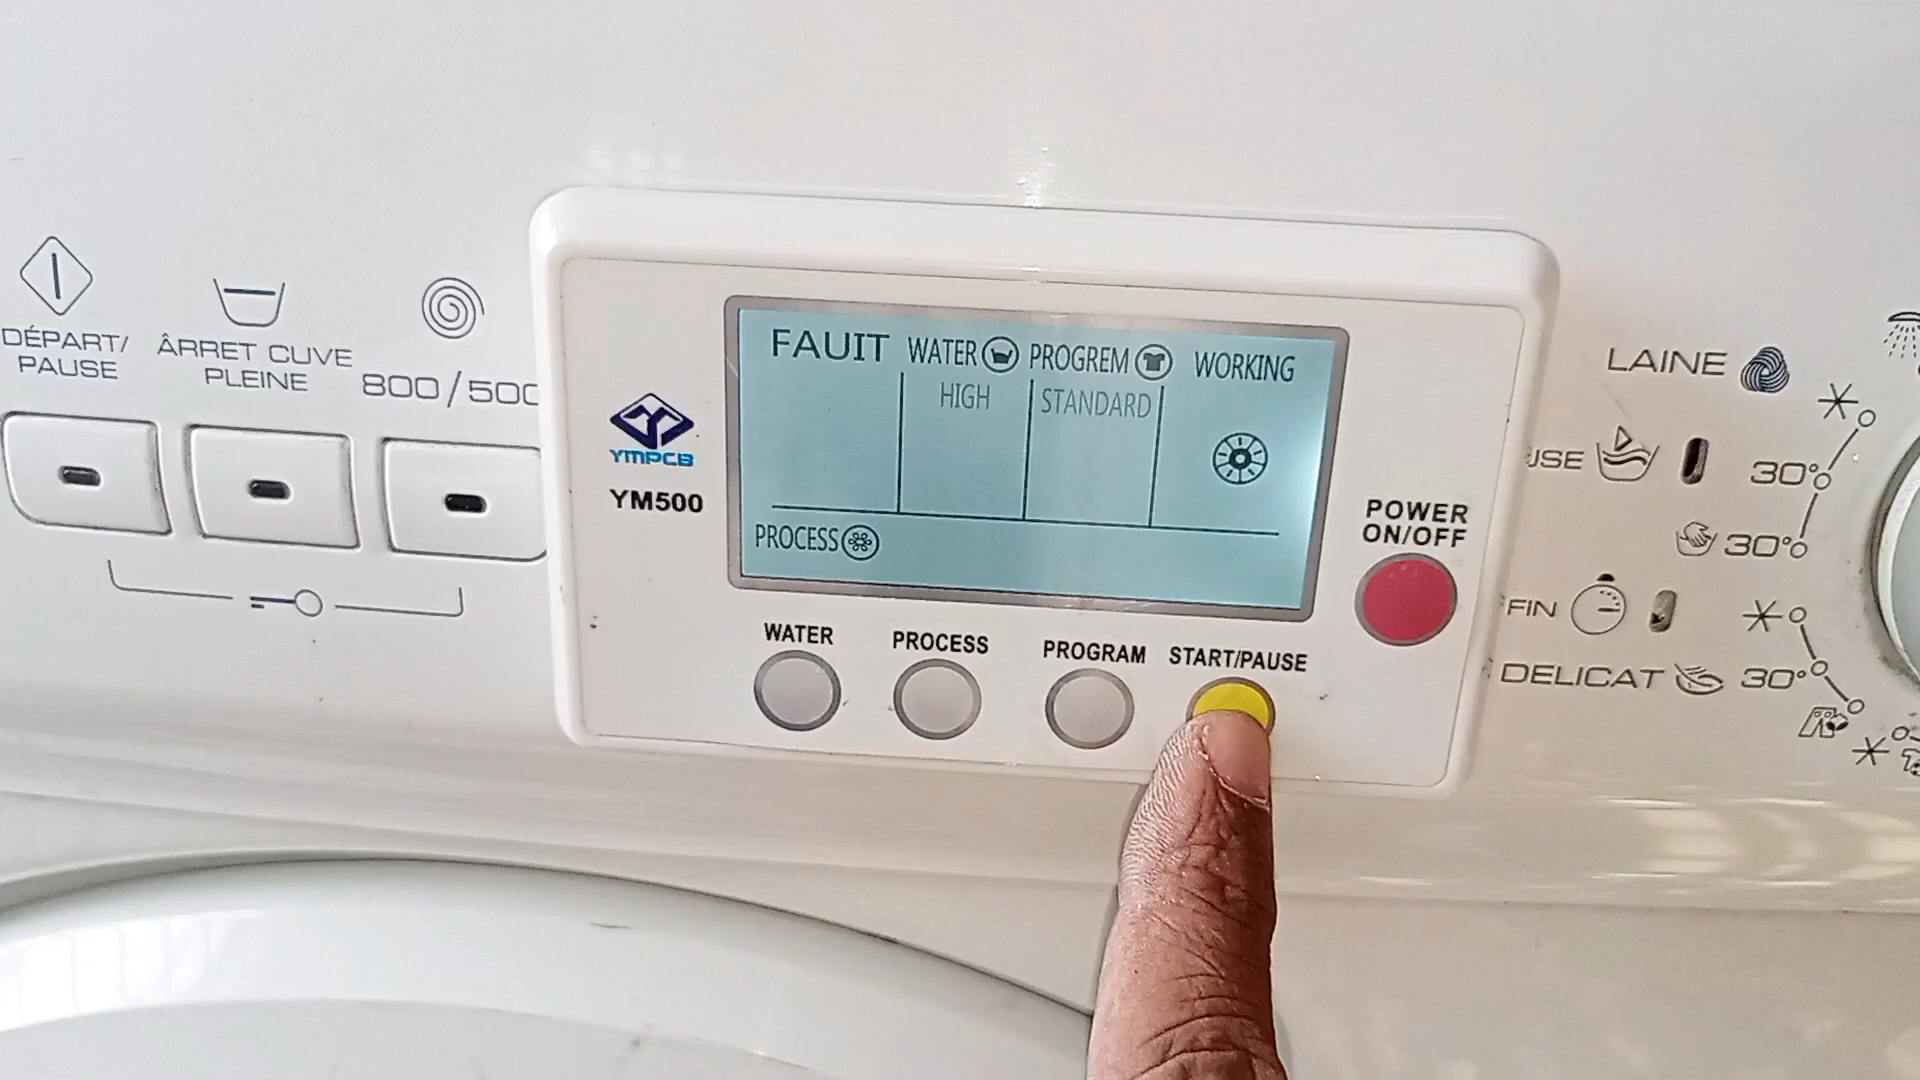 DÉPART/
PAUSE
ÂRRET CUVE
PLEINE
800/500
YMPCB
YM500
FAUIT WATER PROGREM WORKING
HIGH STANDARD
PROCESS
POWER
ON/OFF
WATER PROCESS PROGRAM START/PAUSE
LAINE
30°
30°
FIN
DELICAT 30°